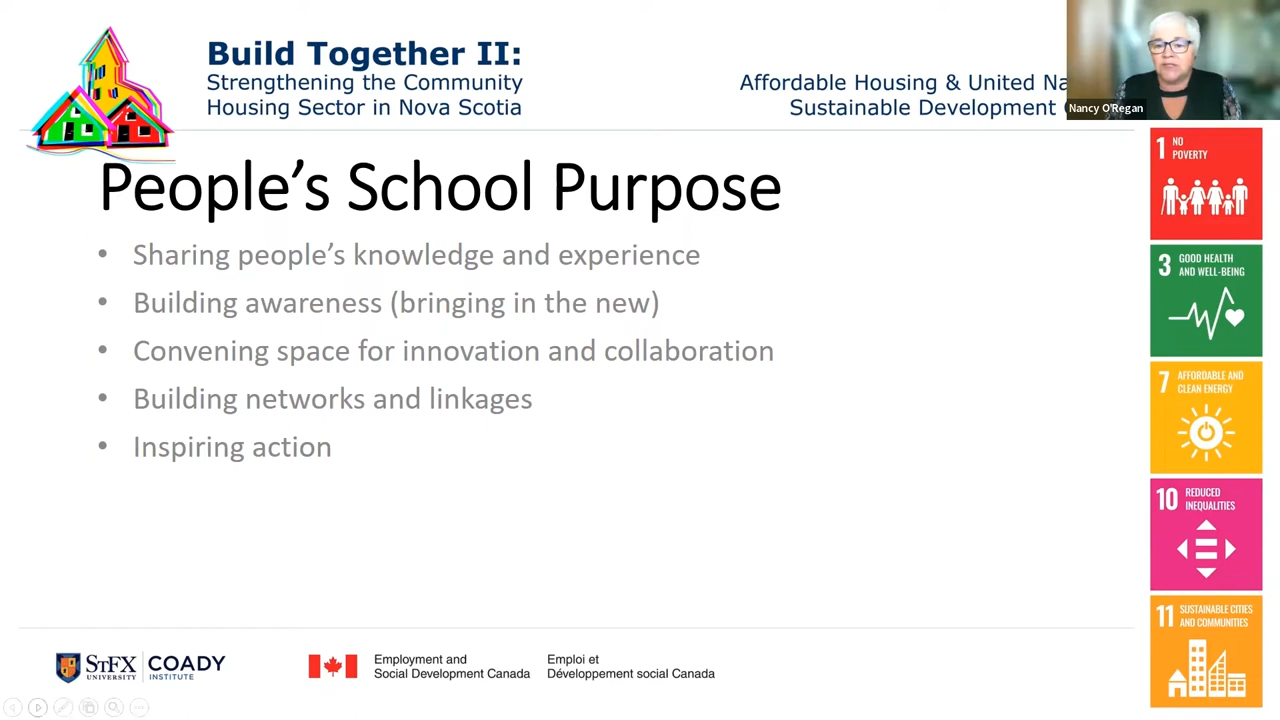 Build Together II:
Strengthening the Community
Housing Sector in Nova Scotia
Affordable Housing & United
Sustainable Development
Nancy O'Regan
People’s School Purpose
• Sharing people’s knowledge and experience
• Building awareness (bringing in the new)
• Convening space for innovation and collaboration
• Building networks and linkages
• Inspiring action
1 NO
POVERTY
3 GOOD HEALTH
AND WELL-BEING
7 AFFORDABLE AND
CLEAN ENERGY
10 REDUCED
INEQUALITIES
11 SUSTAINABLE CITIES
AND COMMUNITIES
STFX
UNIVERSITY
COADY
INSTITUTE
Employment and
Social Development Canada
Emploi et
Développement social Canada